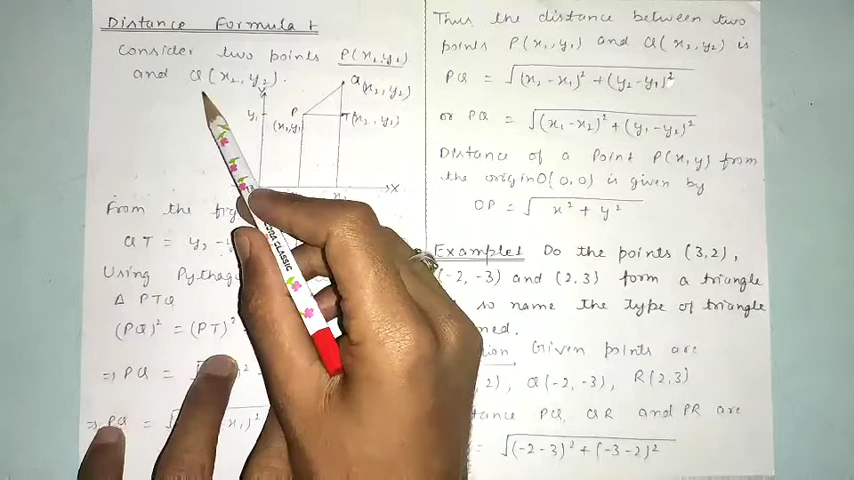 Distance Formula :
Consider two points P(x₁, y₁)
and Q(x₂, y₂).
Y
Q(x₂, y₂)
y₁ P T(x₂, y₁)
(x₁, y₁)
X
From the
QT = y₂
Using
Δ PTQ
(PQ)² = (PT)²
⇒ PQ =
⇒ PQ =
CLASSIC
Thus the distance between two
points P(x₁, y₁) and Q(x₂, y₂) is
PQ = √(x₂ - x₁)² + (y₂ - y₁)²
or PQ = √(x₁ - x₂)² + (y₁ - y₂)²
Distance of a Point P(x, y) from
the origin O(0, 0) is given by
OP = √x² + y²
Example: Do the points (3, 2),
(-2, -3) and (2, 3) form a triangle
so name the type of triangle
Given points are
Q(-2, -3), R(2, 3)
PQ, QR and PR are
= √(-2-3)² + (-3-2)²